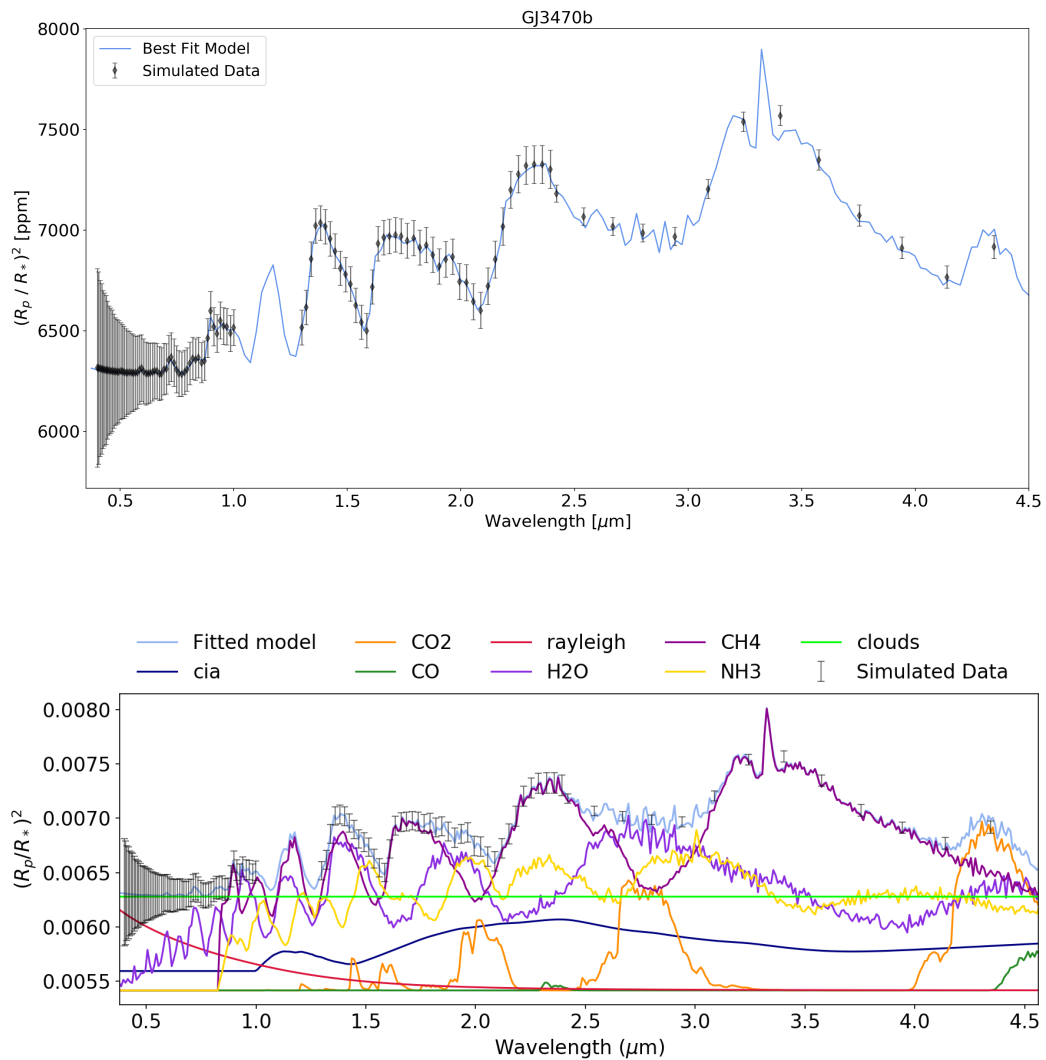 GJ3470b
Best Fit Model
Simulated Data
8000
7500
7000
6500
6000
(Rp / R*)² [ppm]
0.5 1.0 1.5 2.0 2.5 3.0 3.5 4.0 4.5
Wavelength [μm]
Fitted model CO2 rayleigh CH4 clouds
cia CO H2O NH3 Simulated Data
0.0080
0.0075
0.0070
0.0065
0.0060
0.0055
(Rp/R*)²
0.5 1.0 1.5 2.0 2.5 3.0 3.5 4.0 4.5
Wavelength (μm)